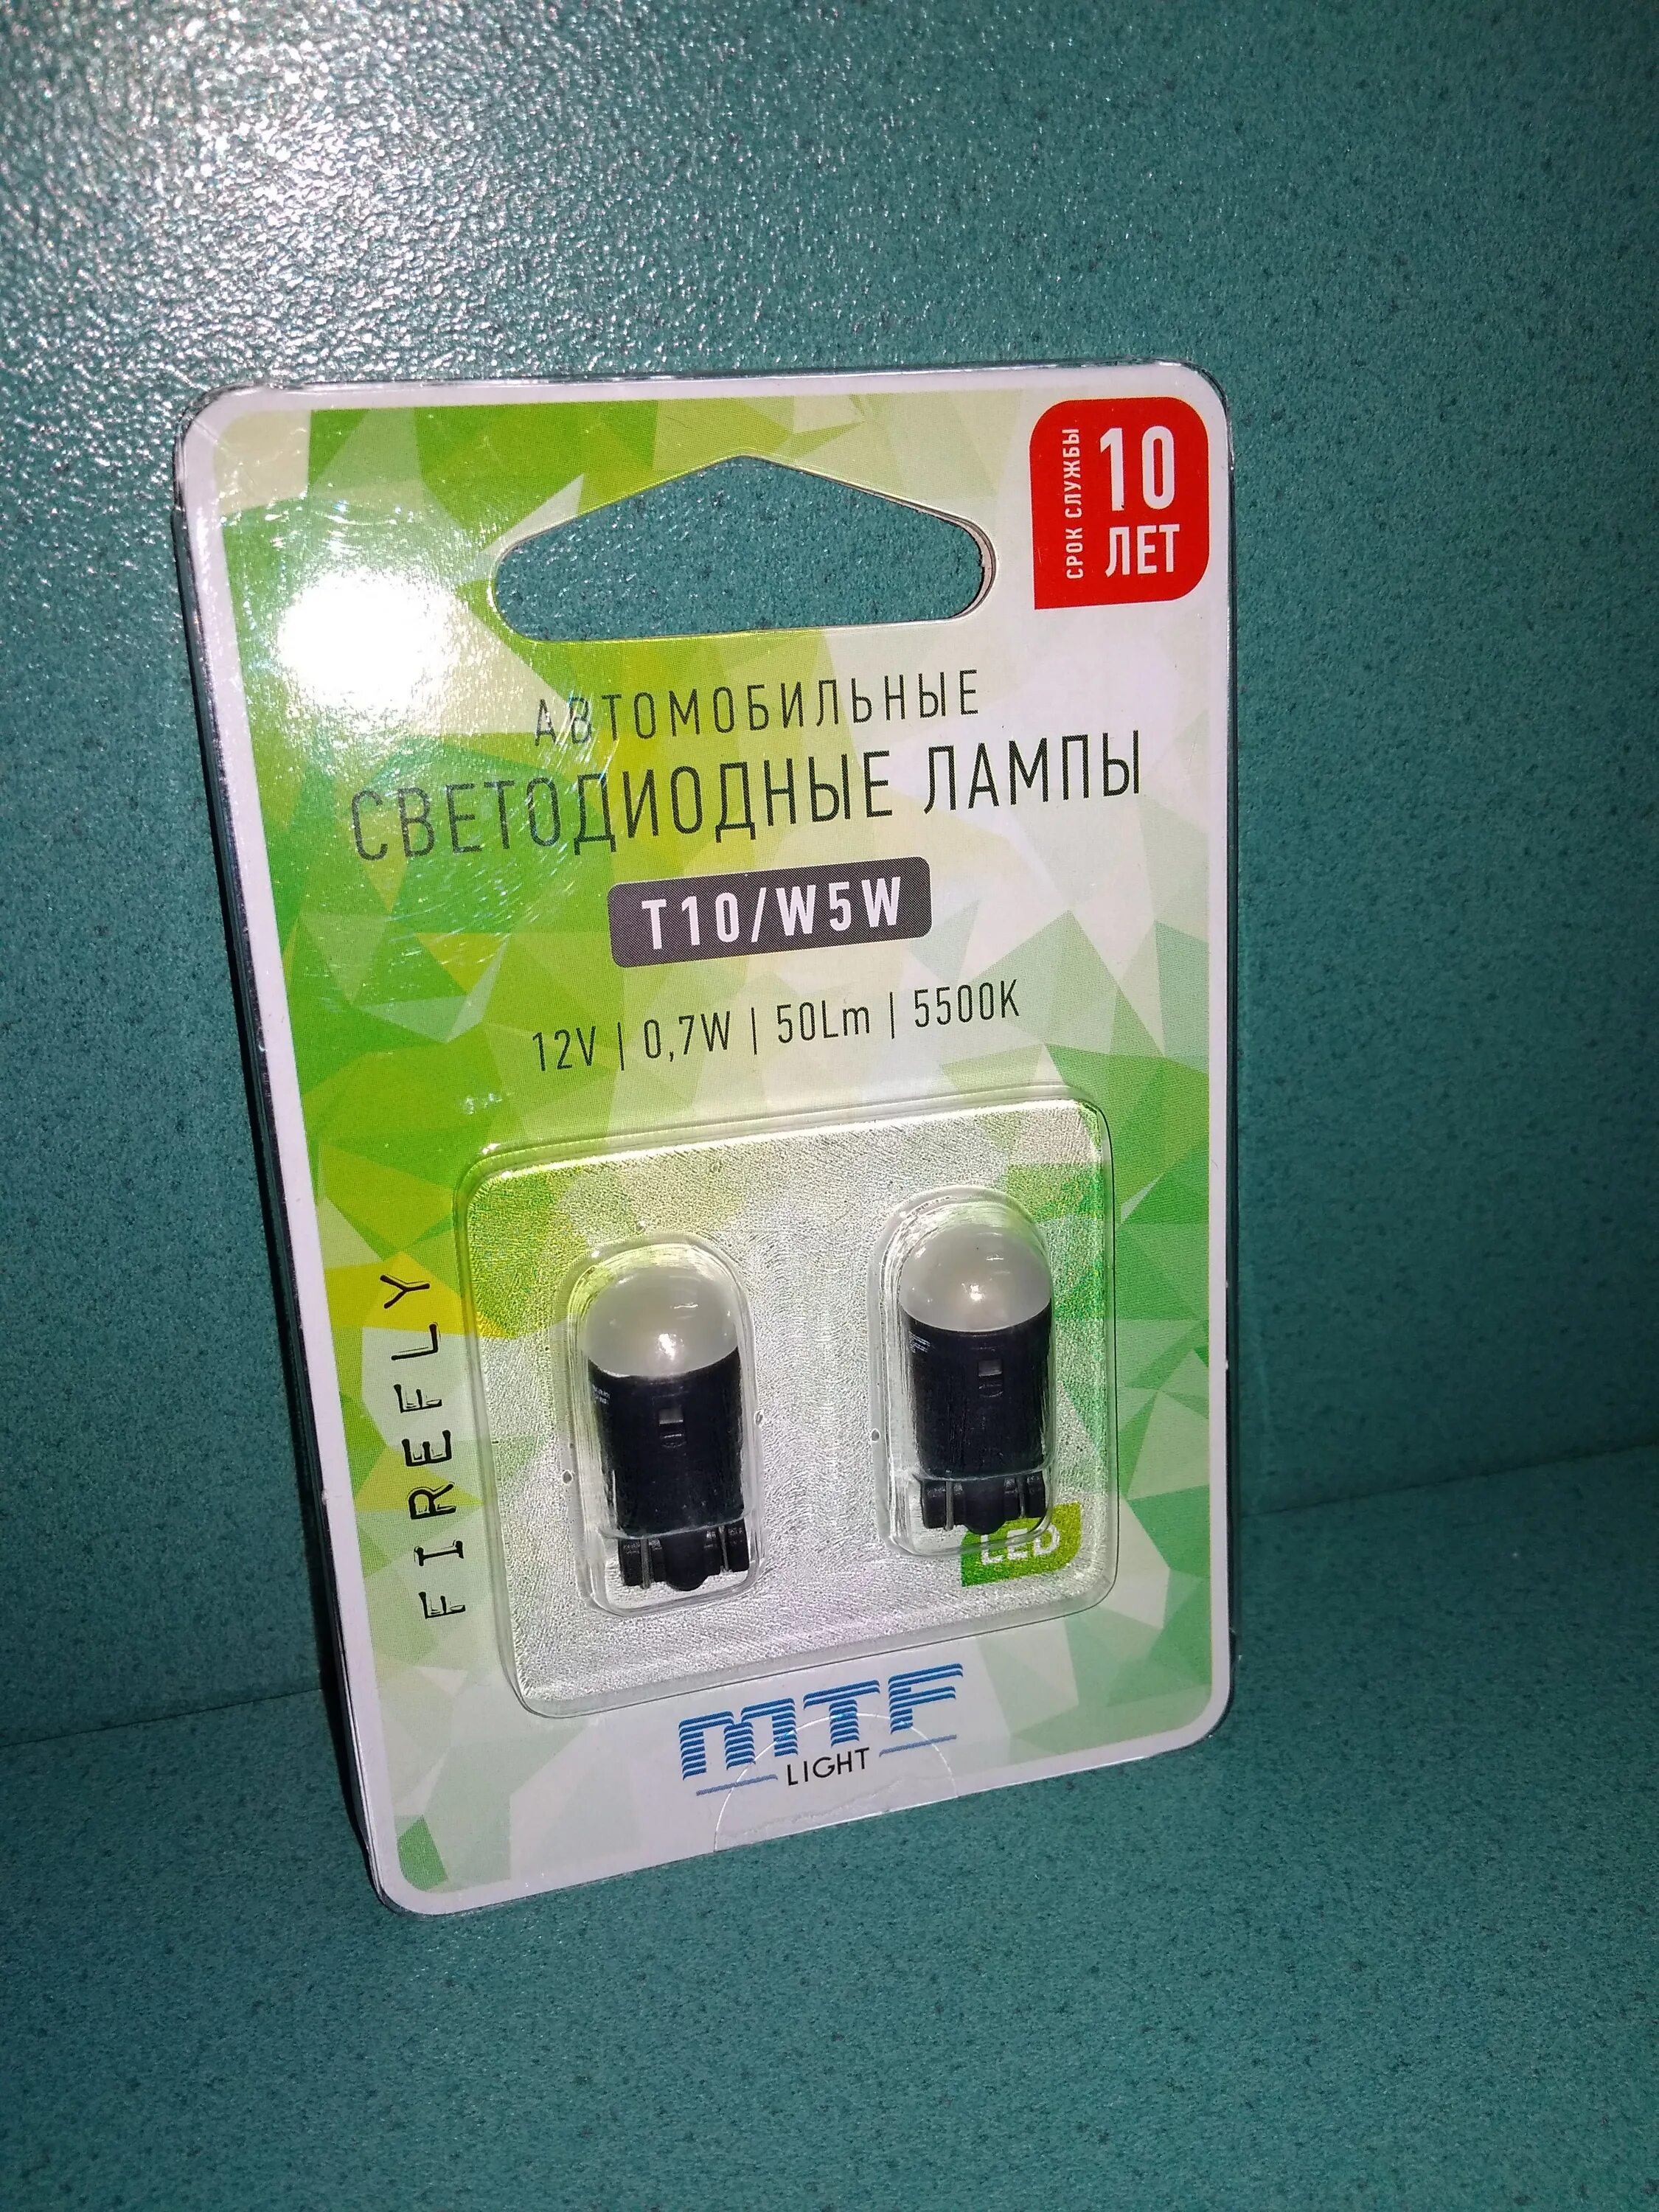 СРОК СЛУЖБЫ
10
ЛЕТ
АВТОМОБИЛЬНЫЕ
СВЕТОДИОДНЫЕ ЛАМПЫ
T10/W5W
12V | 0,7W | 50Lm | 5500K
FIREFLY
LED
MTF
LIGHT